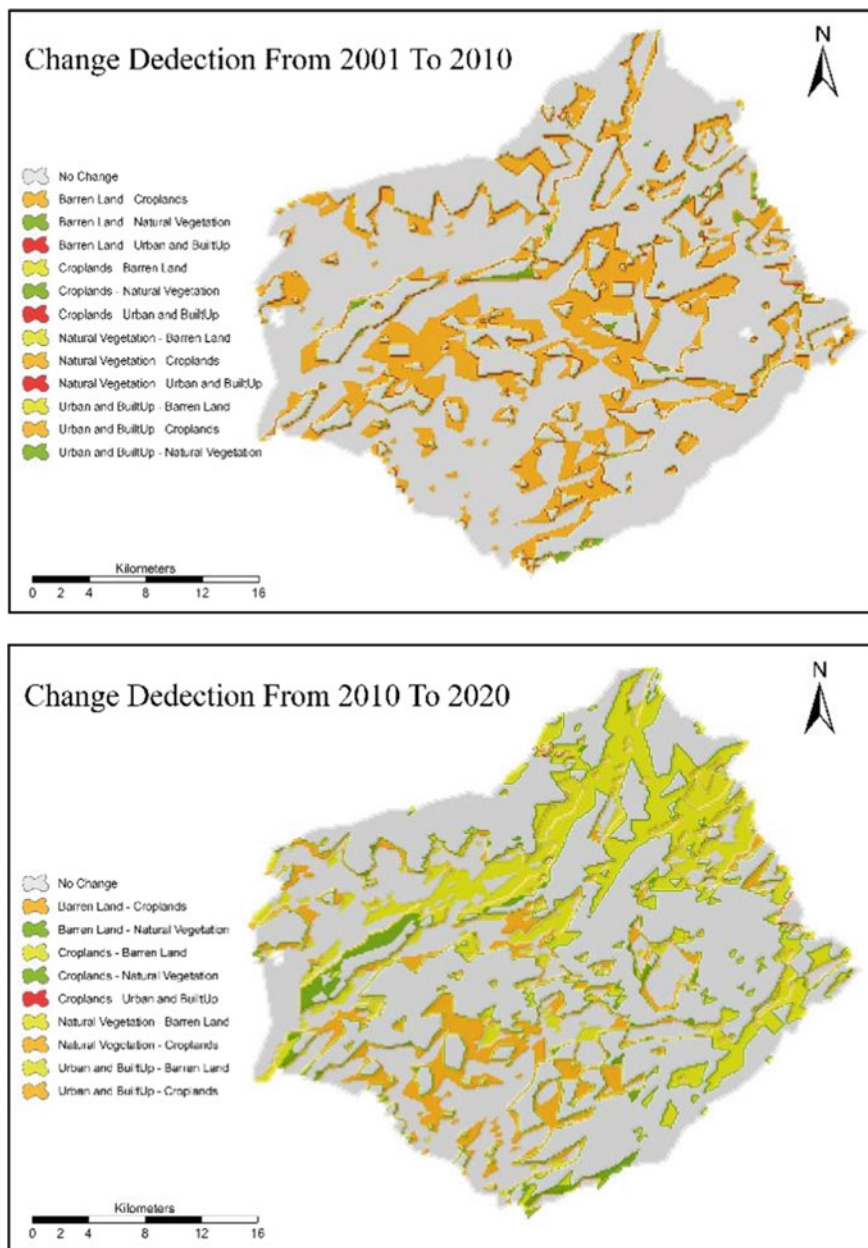 Change Dedection From 2001 To 2010
N
No Change
Barren Land Croplands
Barren Land Natural Vegetation
Barren Land Urban and BuiltUp
Croplands Barren Land
Croplands - Natural Vegetation
Croplands Urban and BuiltUp
Natural Vegetation - Barren Land
Natural Vegetation - Croplands
Natural Vegetation Urban and BuiltUp
Urban and BuiltUp - Barren Land
Urban and BuiltUp Croplands
Urban and BuiltUp - Natural Vegetation
Kilometers
0 2 4 8 12 16
Change Dedection From 2010 To 2020
N
No Change
Barren Land - Croplands
Barren Land - Natural Vegetation
Croplands - Barren Land
Croplands - Natural Vegetation
Croplands Urban and BuiltUp
Natural Vegetation Barren Land
Natural Vegetation - Croplands
Urban and BuiltUp - Barren Land
Urban and BuiltUp - Croplands
Kilometers
0 2 4 8 12 16